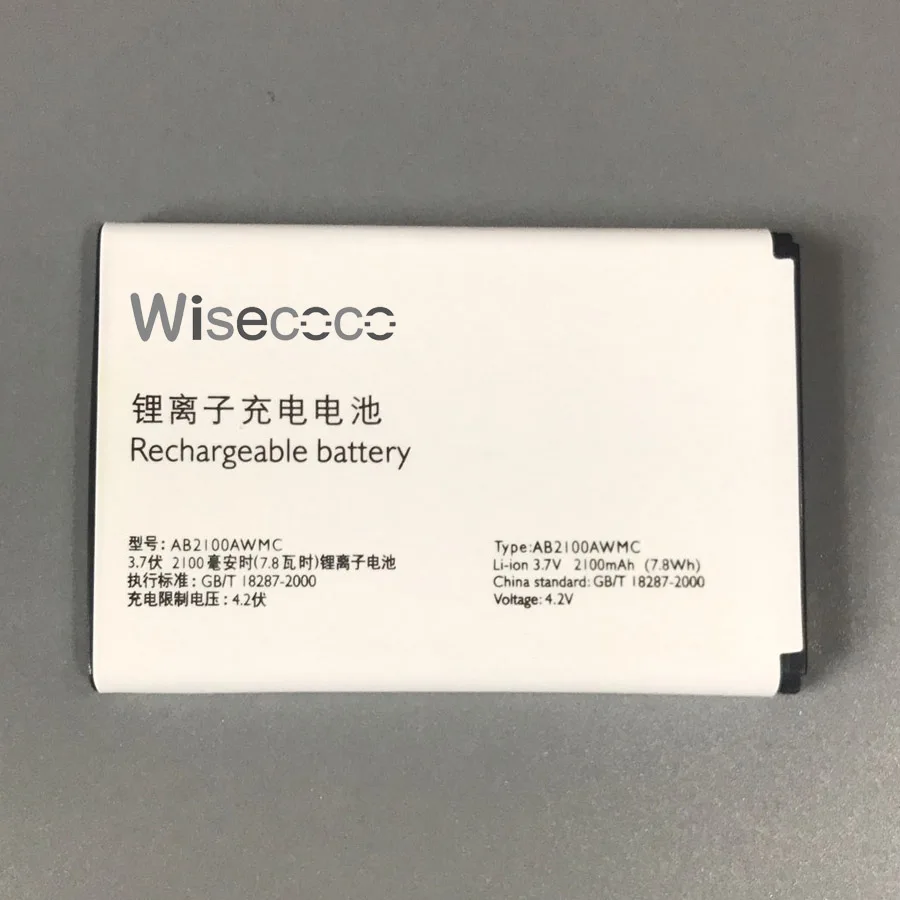 Wisecoco
锂离子充电电池
Rechargeable battery
型号: AB2100AWMC
3.7伏 2100毫安时(7.8瓦时)锂离子电池
执行标准: GB/T 18287-2000
充电限制电压: 4.2伏
Type: AB2100AWMC
Li-ion 3.7V 2100mAh (7.8Wh)
China standard: GB/T 18287-2000
Voltage: 4.2V